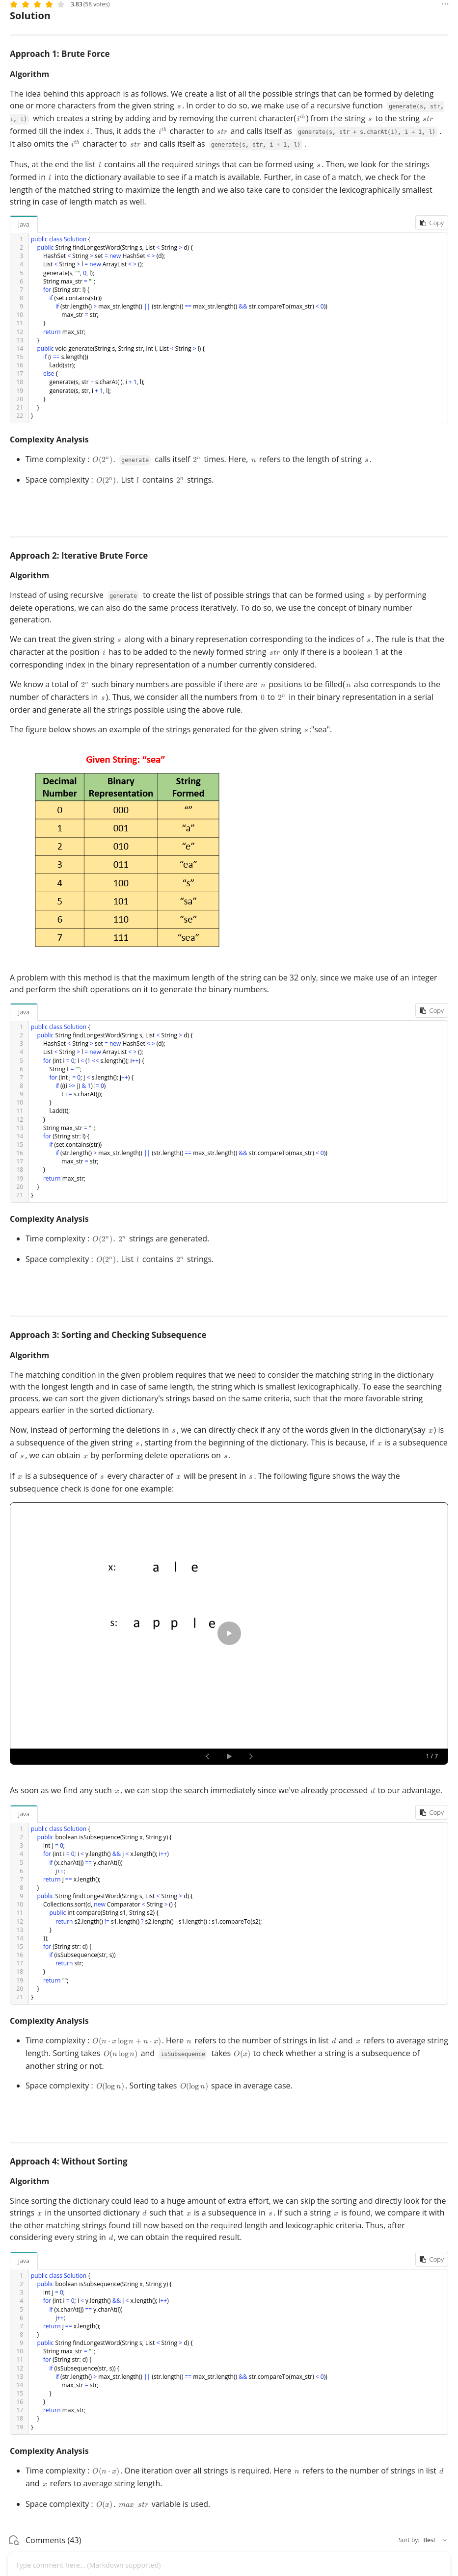 3.83 (58 votes)
Solution
Approach 1: Brute Force
Algorithm
The idea behind this approach is as follows. We create a list of all the possible strings that can be formed by deleting
one or more characters from the given string s. In order to do so, we make use of a recursive function generate(s, str,
i, l) which creates a string by adding and by removing the current character(i^th) from the string s to the string str
formed till the index i. Thus, it adds the i^th character to str and calls itself as generate(s, str + s.charAt(i), i + 1, l) .
It also omits the i^th character to str and calls itself as generate(s, str, i + 1, l) .
Thus, at the end the list l contains all the required strings that can be formed using s. Then, we look for the strings
formed in l into the dictionary available to see if a match is available. Further, in case of a match, we check for the
length of the matched string to maximize the length and we also take care to consider the lexicographically smallest
string in case of length match as well.
Java
Copy
1 public class Solution {
2 public String findLongestWord(String s, List < String > d) {
3 HashSet < String > set = new HashSet < > (d);
4 List < String > l = new ArrayList < > ();
5 generate(s, "", 0, l);
6 String max_str = "";
7 for (String str: l) {
8 if (set.contains(str))
9 if (str.length() > max_str.length() || (str.length() == max_str.length() && str.compareTo(max_str) < 0))
10 max_str = str;
11 }
12 return max_str;
13 }
14 public void generate(String s, String str, int i, List < String > l) {
15 if (i == s.length())
16 l.add(str);
17 else {
18 generate(s, str + s.charAt(i), i + 1, l);
19 generate(s, str, i + 1, l);
20 }
21 }
22 }
Complexity Analysis
• Time complexity : O(2^n). generate calls itself 2^n times. Here, n refers to the length of string s.
• Space complexity : O(2^n). List l contains 2^n strings.
Approach 2: Iterative Brute Force
Algorithm
Instead of using recursive generate to create the list of possible strings that can be formed using s by performing
delete operations, we can also do the same process iteratively. To do so, we use the concept of binary number
generation.
We can treat the given string s along with a binary represenation corresponding to the indices of s. The rule is that the
character at the position i has to be added to the newly formed string str only if there is a boolean 1 at the
corresponding index in the binary representation of a number currently considered.
We know a total of 2^n such binary numbers are possible if there are n positions to be filled(n also corresponds to the
number of characters in s). Thus, we consider all the numbers from 0 to 2^n in their binary representation in a serial
order and generate all the strings possible using the above rule.
The figure below shows an example of the strings generated for the given string s:"sea".
Given String: “sea”
Decimal Number Binary Representation String Formed
0 000 “”
1 001 “a”
2 010 “e”
3 011 “ea”
4 100 “s”
5 101 “sa”
6 110 “se”
7 111 “sea”
A problem with this method is that the maximum length of the string can be 32 only, since we make use of an integer
and perform the shift operations on it to generate the binary numbers.
Java
Copy
1 public class Solution {
2 public String findLongestWord(String s, List < String > d) {
3 HashSet < String > set = new HashSet < > (d);
4 List < String > l = new ArrayList < > ();
5 for (int i = 0; i < (1 << s.length()); i++) {
6 String t = "";
7 for (int j = 0; j < s.length(); j++) {
8 if (((i >> j) & 1) != 0)
9 t += s.charAt(j);
10 }
11 l.add(t);
12 }
13 String max_str = "";
14 for (String str: l) {
15 if (set.contains(str))
16 if (str.length() > max_str.length() || (str.length() == max_str.length() && str.compareTo(max_str) < 0))
17 max_str = str;
18 }
19 return max_str;
20 }
21 }
Complexity Analysis
• Time complexity : O(2^n). 2^n strings are generated.
• Space complexity : O(2^n). List l contains 2^n strings.
Approach 3: Sorting and Checking Subsequence
Algorithm
The matching condition in the given problem requires that we need to consider the matching string in the dictionary
with the longest length and in case of same length, the string which is smallest lexicographically. To ease the searching
process, we can sort the given dictionary's strings based on the same criteria, such that the more favorable string
appears earlier in the sorted dictionary.
Now, instead of performing the deletions in s, we can directly check if any of the words given in the dictionary(say x) is
a subsequence of the given string s, starting from the beginning of the dictionary. This is because, if x is a subsequence
of s, we can obtain x by performing delete operations on s.
If x is a subsequence of s every character of x will be present in s. The following figure shows the way the
subsequence check is done for one example:
x: a l e
s: a p p l e
1 / 7
As soon as we find any such x, we can stop the search immediately since we've already processed d to our advantage.
Java
Copy
1 public class Solution {
2 public boolean isSubsequence(String x, String y) {
3 int j = 0;
4 for (int i = 0; i < y.length() && j < x.length(); i++)
5 if (x.charAt(j) == y.charAt(i))
6 j++;
7 return j == x.length();
8 }
9 public String findLongestWord(String s, List < String > d) {
10 Collections.sort(d, new Comparator < String > () {
11 public int compare(String s1, String s2) {
12 return s2.length() != s1.length() ? s2.length() - s1.length() : s1.compareTo(s2);
13 }
14 });
15 for (String str: d) {
16 if (isSubsequence(str, s))
17 return str;
18 }
19 return "";
20 }
21 }
Complexity Analysis
• Time complexity : O(n · x log n + n · x). Here n refers to the number of strings in list d and x refers to average string
length. Sorting takes O(n log n) and isSubsequence takes O(x) to check whether a string is a subsequence of
another string or not.
• Space complexity : O(log n). Sorting takes O(log n) space in average case.
Approach 4: Without Sorting
Algorithm
Since sorting the dictionary could lead to a huge amount of extra effort, we can skip the sorting and directly look for the
strings x in the unsorted dictionary d such that x is a subsequence in s. If such a string x is found, we compare it with
the other matching strings found till now based on the required length and lexicographic criteria. Thus, after
considering every string in d, we can obtain the required result.
Java
Copy
1 public class Solution {
2 public boolean isSubsequence(String x, String y) {
3 int j = 0;
4 for (int i = 0; i < y.length() && j < x.length(); i++)
5 if (x.charAt(j) == y.charAt(i))
6 j++;
7 return j == x.length();
8 }
9 public String findLongestWord(String s, List < String > d) {
10 String max_str = "";
11 for (String str: d) {
12 if (isSubsequence(str, s)) {
13 if (str.length() > max_str.length() || (str.length() == max_str.length() && str.compareTo(max_str) < 0))
14 max_str = str;
15 }
16 }
17 return max_str;
18 }
19 }
Complexity Analysis
• Time complexity : O(n · x). One iteration over all strings is required. Here n refers to the number of strings in list d
and x refers to average string length.
• Space complexity : O(x). max_str variable is used.
Comments (43)
Sort by: Best
Type comment here... (Markdown supported)